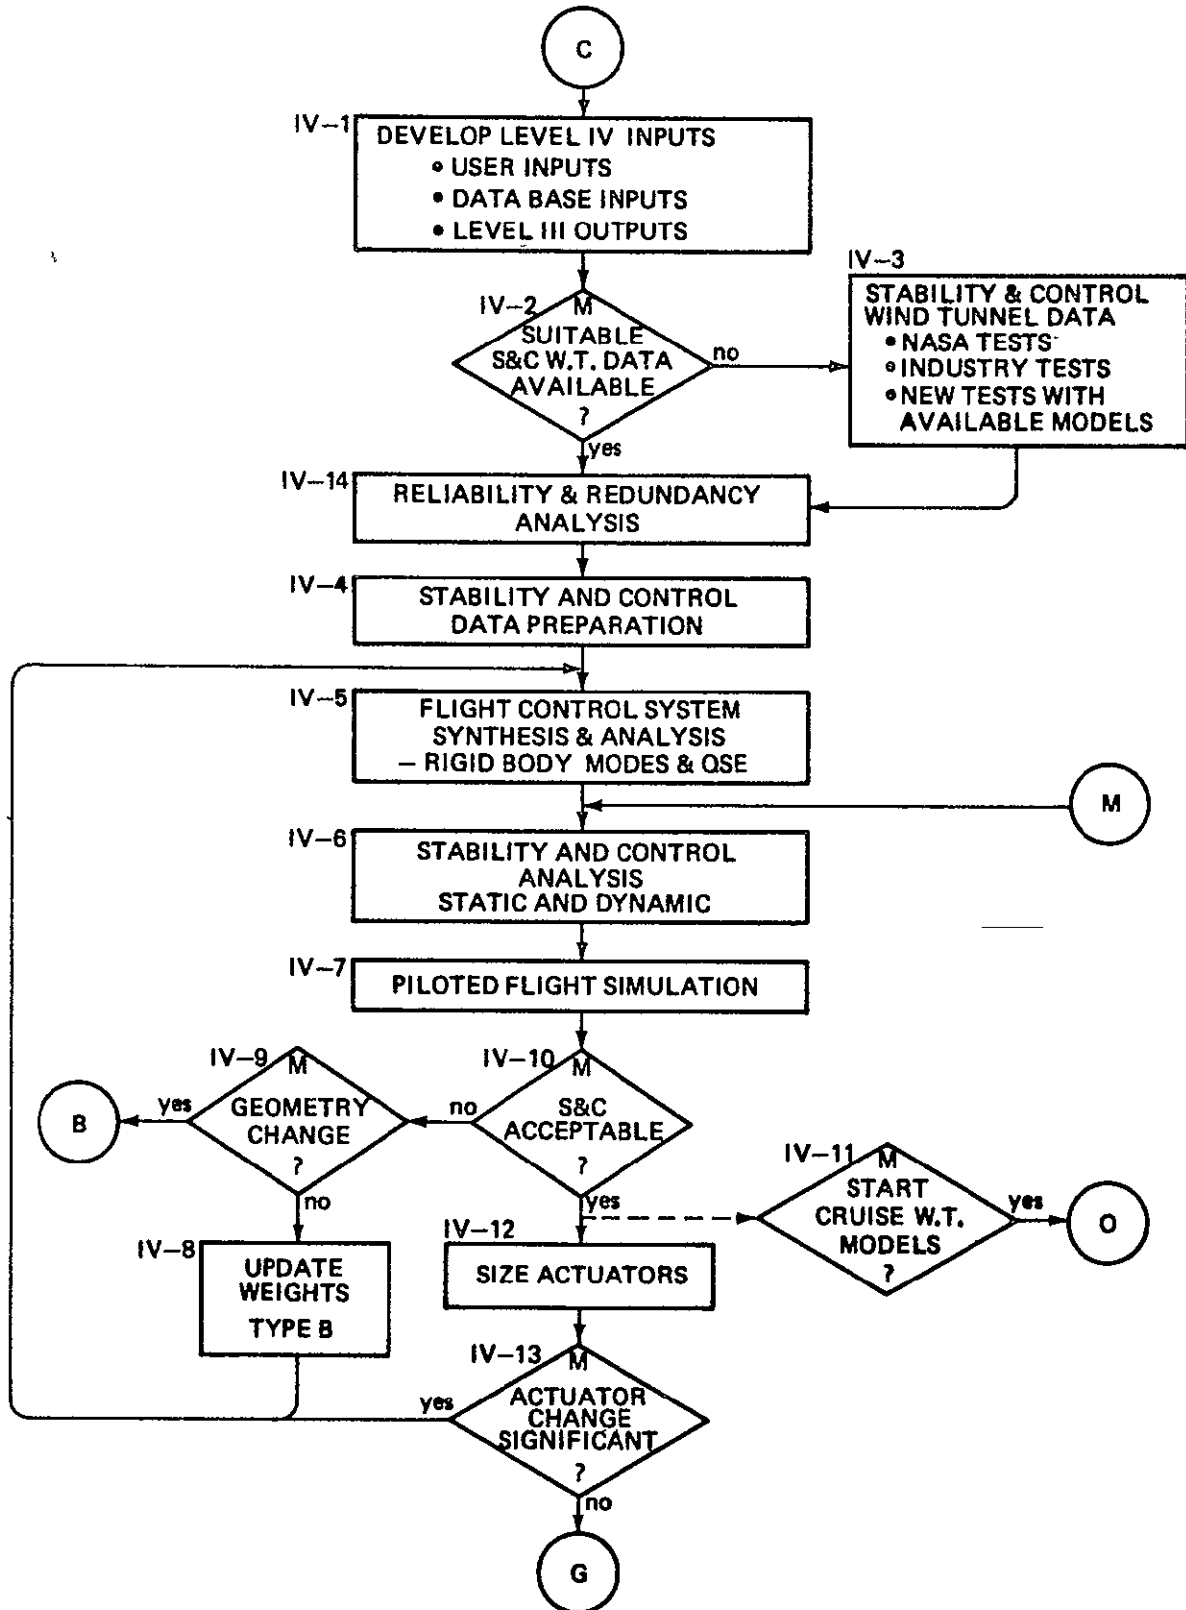 C
IV-1
DEVELOP LEVEL IV INPUTS
• USER INPUTS
• DATA BASE INPUTS
• LEVEL III OUTPUTS
IV-2
M
SUITABLE
S&C W.T. DATA
AVAILABLE
?
no
yes
IV-3
STABILITY & CONTROL
WIND TUNNEL DATA
• NASA TESTS
• INDUSTRY TESTS
• NEW TESTS WITH
AVAILABLE MODELS
IV-14
RELIABILITY & REDUNDANCY
ANALYSIS
IV-4
STABILITY AND CONTROL
DATA PREPARATION
IV-5
FLIGHT CONTROL SYSTEM
SYNTHESIS & ANALYSIS
– RIGID BODY MODES & QSE
M
IV-6
STABILITY AND CONTROL
ANALYSIS
STATIC AND DYNAMIC
IV-7
PILOTED FLIGHT SIMULATION
IV-10
M
S&C
ACCEPTABLE
?
no
yes
IV-9
M
GEOMETRY
CHANGE
?
yes
no
B
IV-8
UPDATE
WEIGHTS
TYPE B
IV-11
M
START
CRUISE W.T.
MODELS
?
yes
O
IV-12
SIZE ACTUATORS
IV-13
M
ACTUATOR
CHANGE
SIGNIFICANT
?
yes
no
G